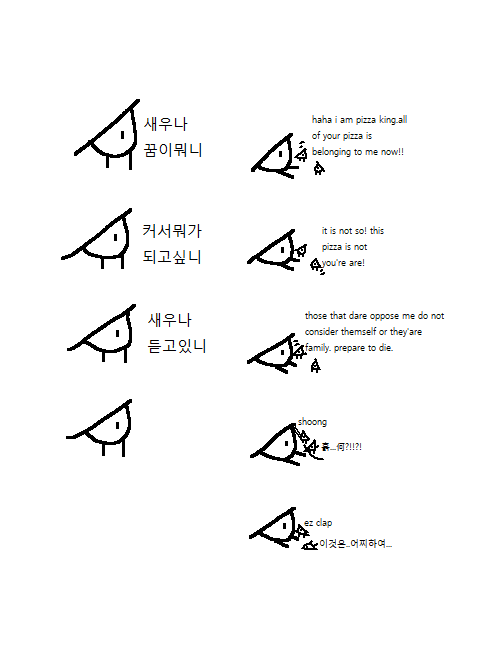 새우나
꿈이뭐니
커서뭐가
되고싶니
새우나
듣고있니
haha i am pizza king.all
of your pizza is
belonging to me now!!
it is not so! this
pizza is not
you're are!
those that dare oppose me do not
consider themself or they'are
family. prepare to die.
shoong
흙...何?!!?!
ez clap
이것은...어찌하여...